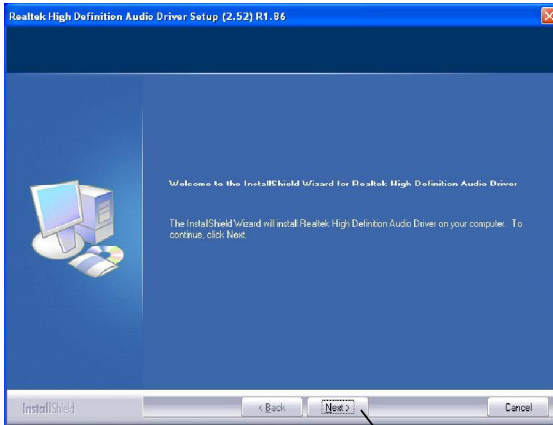 Realtek High Definition Audio Driver Setup (2.52) R1.86
Welcome to the InstallShield Wizard for Realtek High Definition Audio Driver
The InstallShield Wizard will install Realtek High Definition Audio Driver on your computer. To
continue, click Next.
InstallShield
< Back
Next >
Cancel